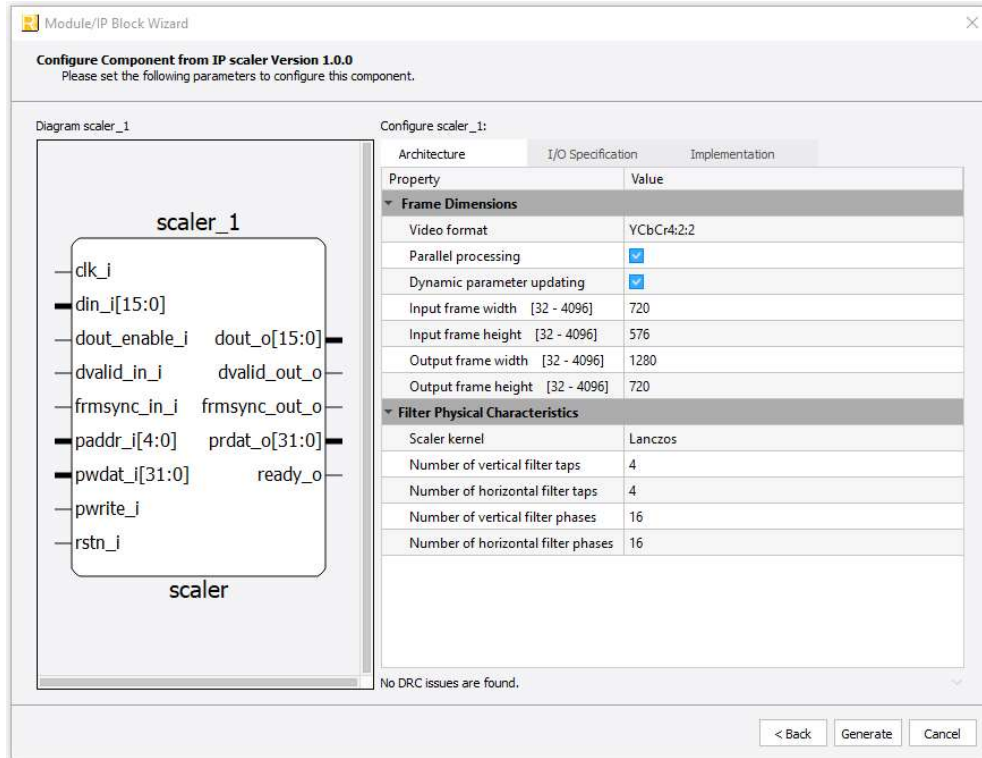 Module/IP Block Wizard
Configure Component from IP scaler Version 1.0.0
Please set the following parameters to configure this component.
Diagram scaler_1
scaler_1
clk_i
din_i[15:0]
dout_enable_i dout_o[15:0]
dvalid_in_i dvalid_out_o
frmsync_in_i frmsync_out_o
paddr_i[4:0] prdat_o[31:0]
pwdat_i[31:0] ready_o
pwrite_i
rstn_i
scaler
Configure scaler_1:
Architecture I/O Specification Implementation
Property Value
Frame Dimensions
Video format YCbCr4:2:2
Parallel processing
Dynamic parameter updating
Input frame width [32 - 4096] 720
Input frame height [32 - 4096] 576
Output frame width [32 - 4096] 1280
Output frame height [32 - 4096] 720
Filter Physical Characteristics
Scaler kernel Lanczos
Number of vertical filter taps 4
Number of horizontal filter taps 4
Number of vertical filter phases 16
Number of horizontal filter phases 16
No DRC issues are found.
< Back Generate Cancel